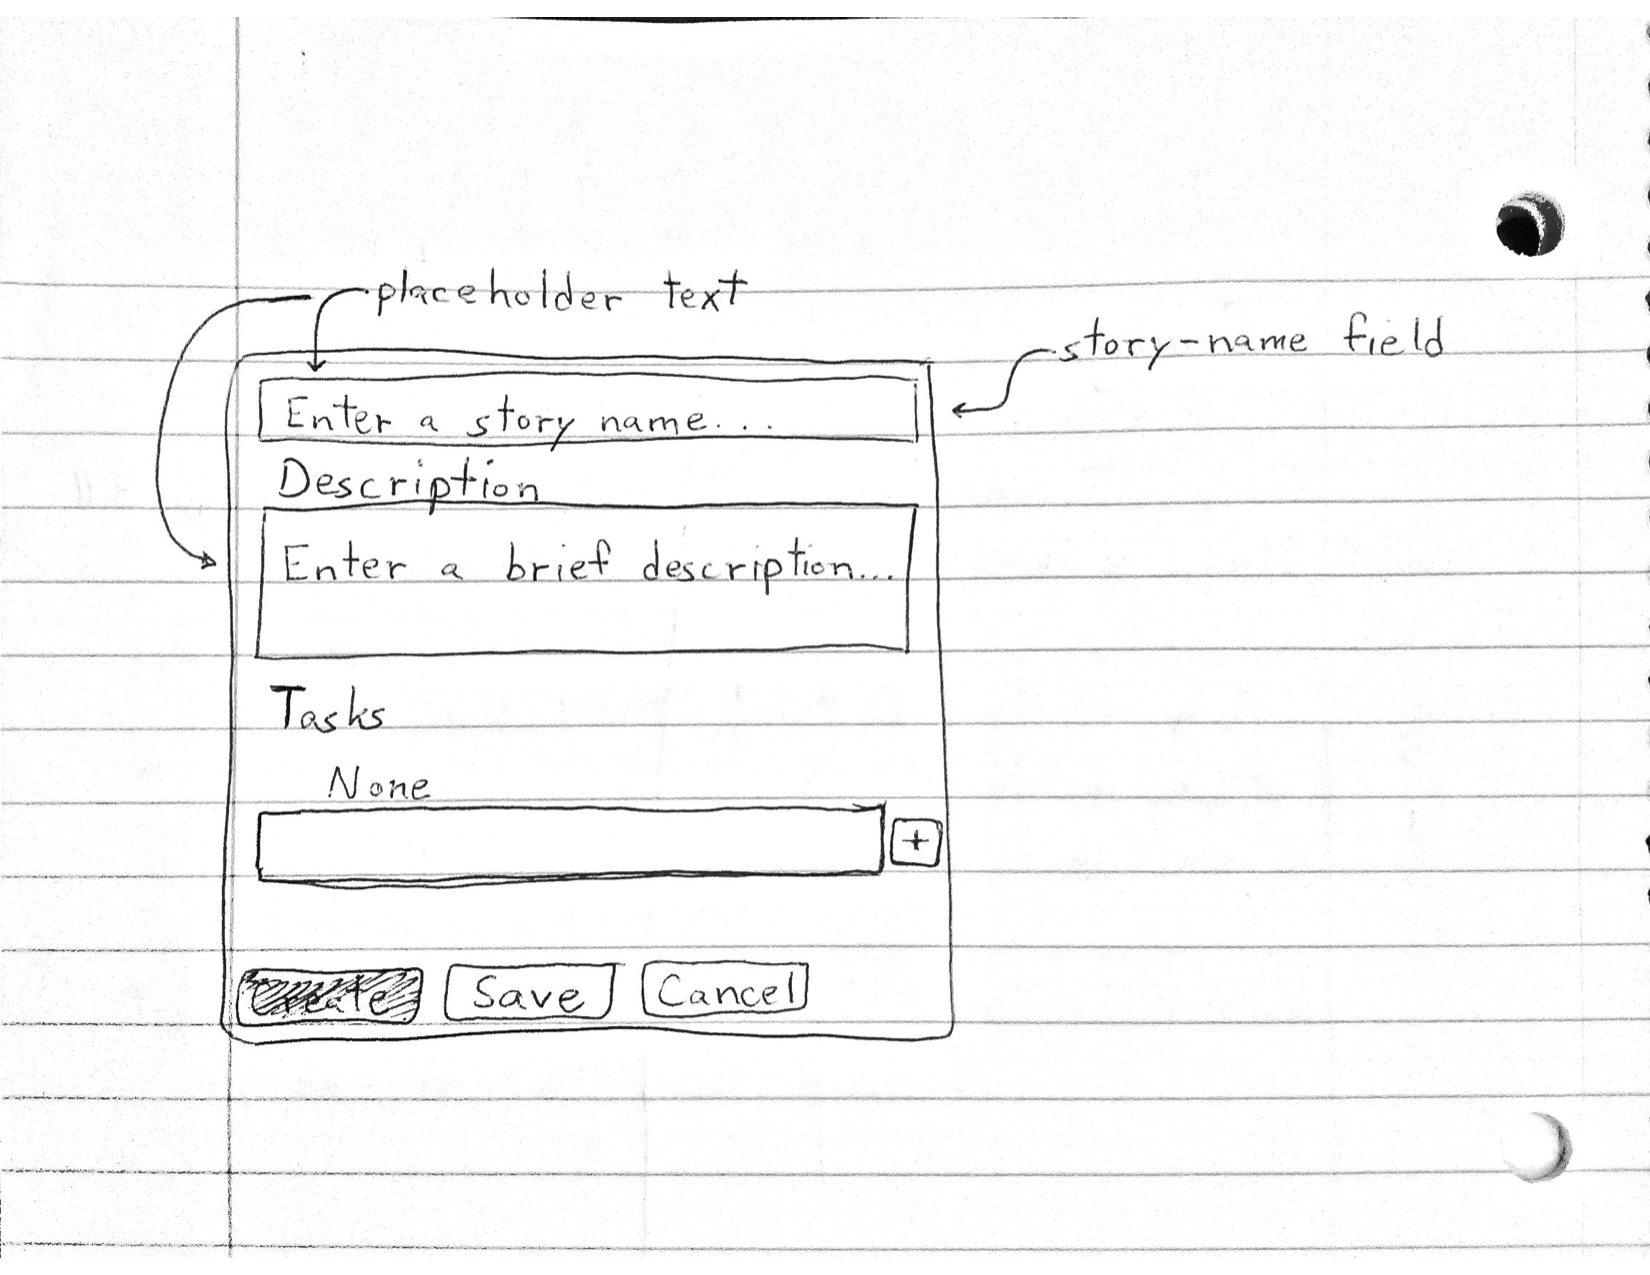 placeholder text
story-name field
Enter a story name...
Description
Enter a brief description...
Tasks
None
+
Create
Save
Cancel